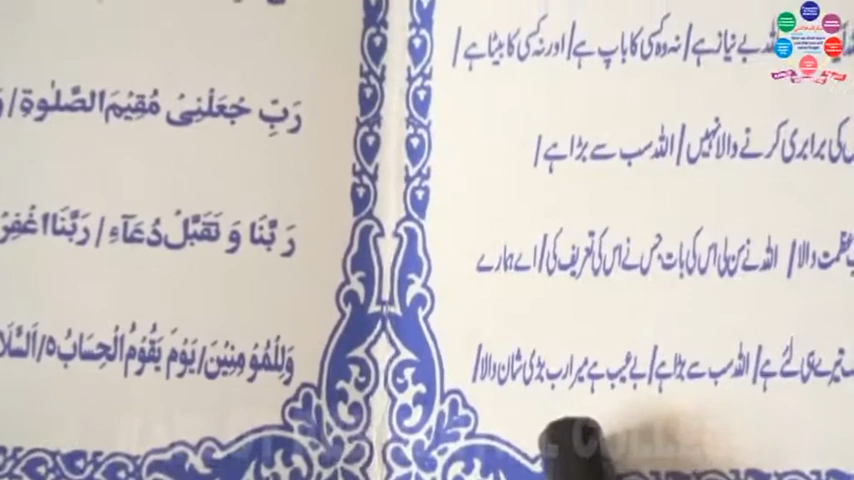 بے نیاز ہے/نہ وہ کسی کا باپ ہے/اور نہ کسی کا بیٹا ہے/
کی برابری کرنے والا نہیں/اللہ سب سے بڑا ہے/
عظمت والا/اللہ نے سن لی اس کی بات جس نے اس کی تعریف کی/اے ہمارے
تیرے ہی لئے ہے/اللہ سب سے بڑا ہے/بے عیب ہے میرا رب بڑی شان والا/
رَبِّ جْعَلْنِیْ مُقِیْمَ الصَّلٰوةِ/
رَبَّنَا وَ تَقَبَّلْ دُعَآءِ/رَبَّنَا اغْفِرْ
وَلِلْمُؤْمِنِیْنَ/یَوْمَ یَقُوْمُ الْحِسَابُ/